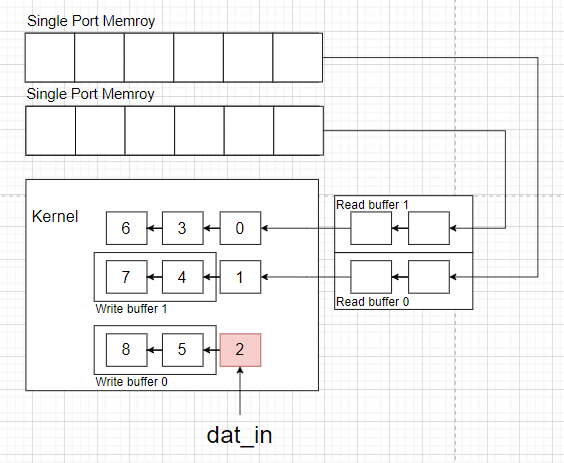 Single Port Memroy
Single Port Memroy
Kernel
Read buffer 1
6 3 0
7 4 1
Write buffer 1
Read buffer 0
8 5 2
Write buffer 0
dat_in